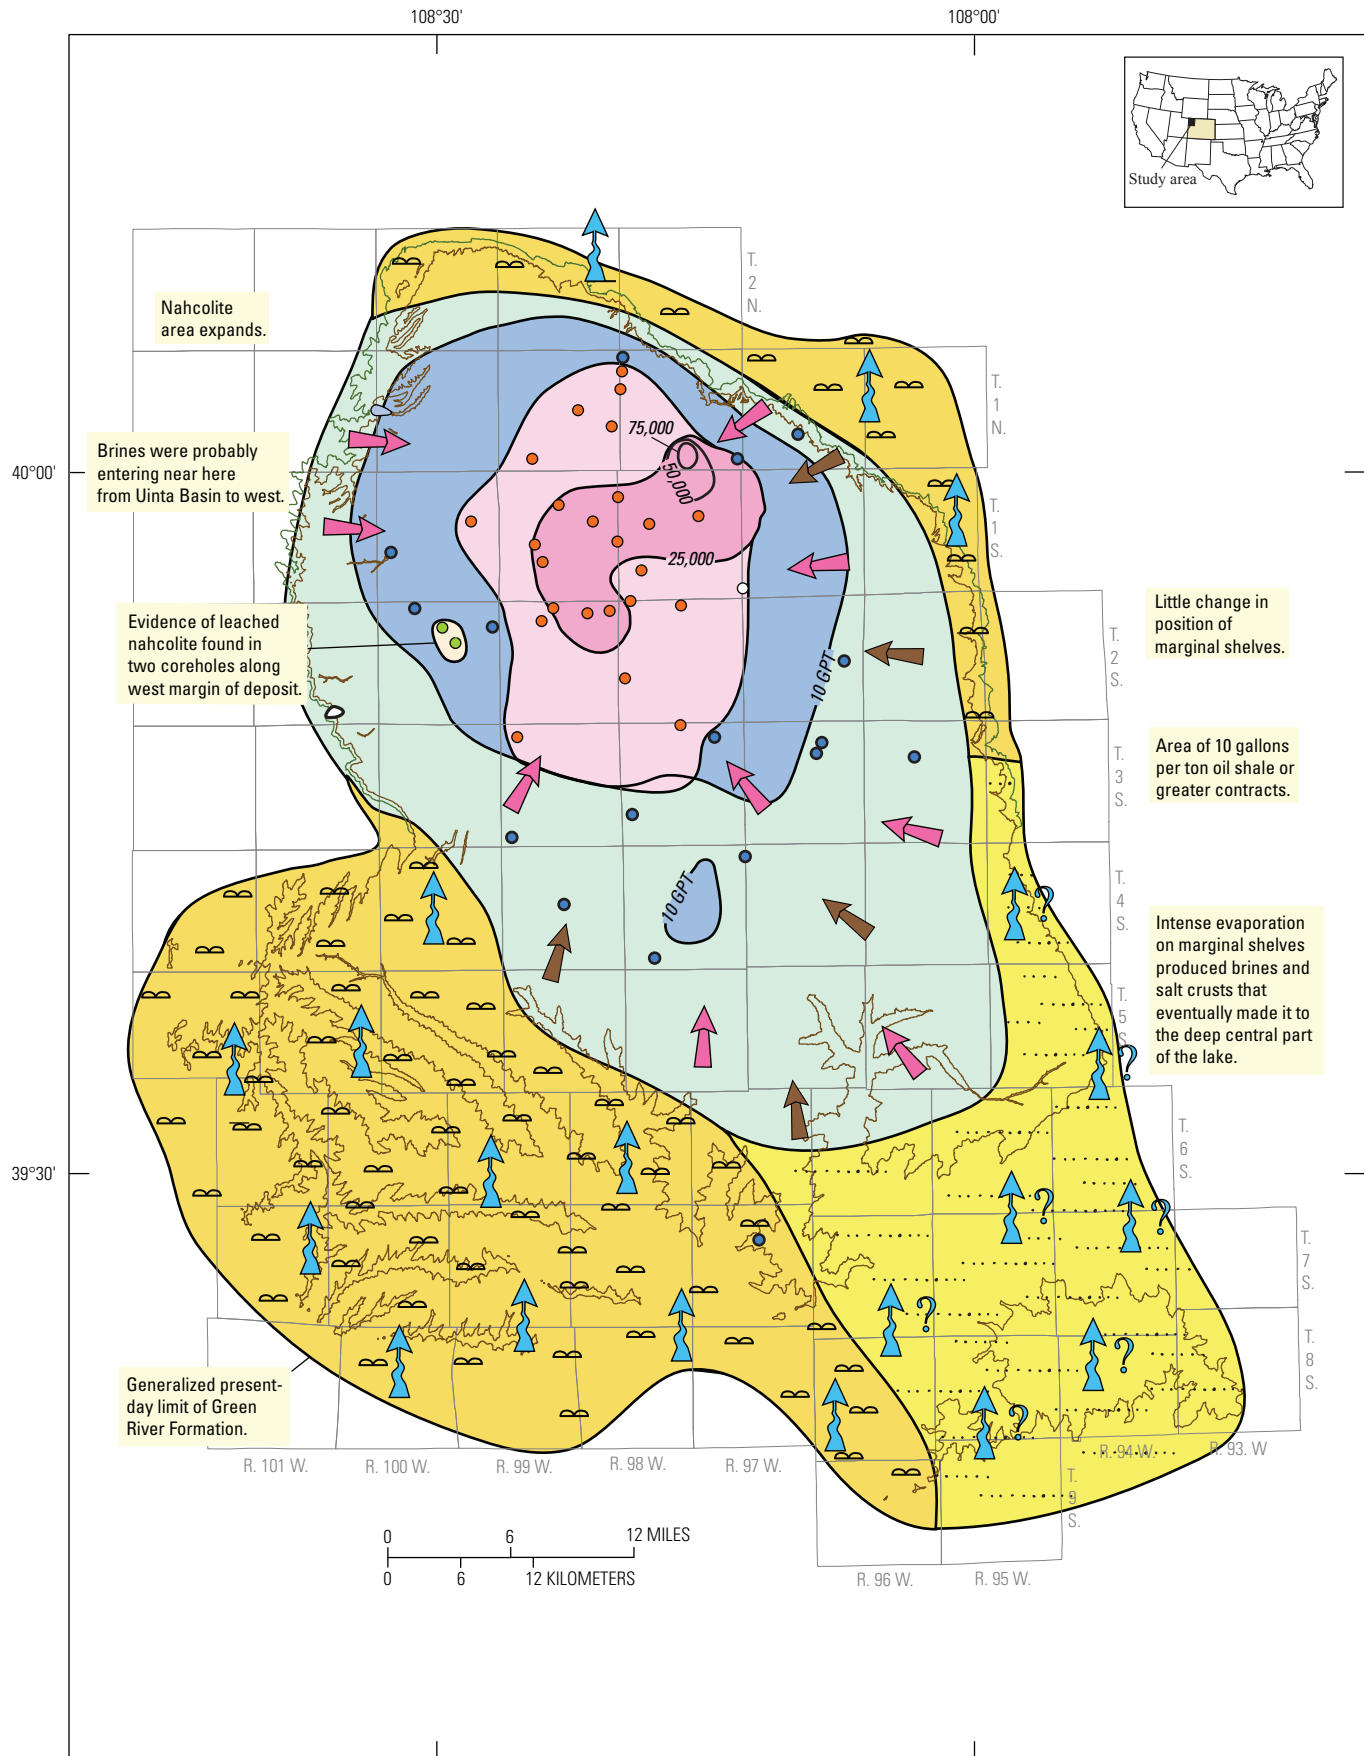 108°30'
108°00'
Study area
T.
2
N.
Nahcolite
area expands.
T.
1
N.
75,000
50,000
Brines were probably
entering near here
from Uinta Basin to west.
40°00'
T.
1
S.
25,000
Evidence of leached
nahcolite found in
two coreholes along
west margin of deposit.
Little change in
position of
marginal shelves.
T.
2
S.
10 GPT
Area of 10 gallons
per ton oil shale or
greater contracts.
T.
3
S.
10 GPT
T.
4
S.
?
Intense evaporation
on marginal shelves
produced brines and
salt crusts that
eventually made it to
the deep central part
of the lake.
T.
5
S.
?
T.
6
S.
39°30'
?
?
T.
7
S.
?
?
T.
8
S.
Generalized present-
day limit of Green
River Formation.
?
R. 101 W.
R. 100 W.
R. 99 W.
R. 98 W.
R. 97 W.
R. 94 W.
R. 93. W
T.
9
S.
0 6 12 MILES
0 6 12 KILOMETERS
R. 96 W.
R. 95 W.